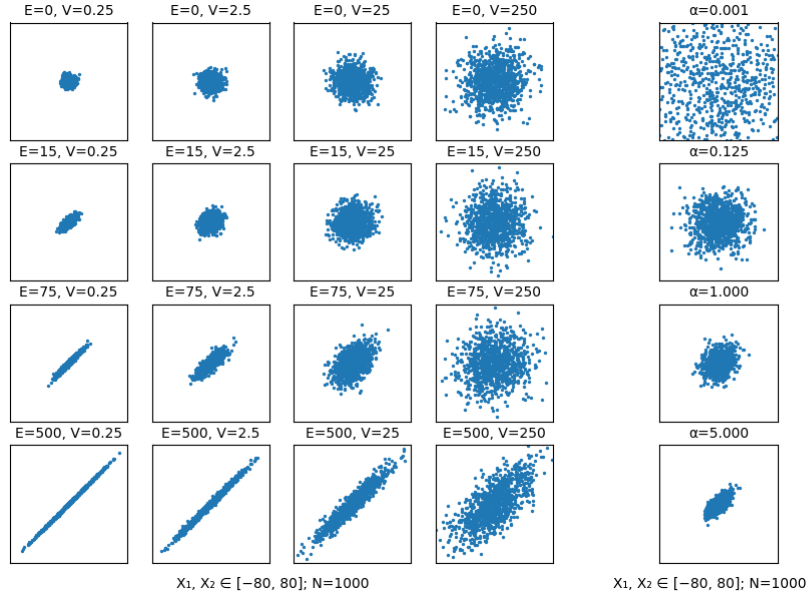 E=0, V=0.25 E=0, V=2.5 E=0, V=25 E=0, V=250 α=0.001
E=15, V=0.25 E=15, V=2.5 E=15, V=25 E=15, V=250 α=0.125
E=75, V=0.25 E=75, V=2.5 E=75, V=25 E=75, V=250 α=1.000
E=500, V=0.25 E=500, V=2.5 E=500, V=25 E=500, V=250 α=5.000
X₁, X₂ ∈ [−80, 80]; N=1000 X₁, X₂ ∈ [−80, 80]; N=1000